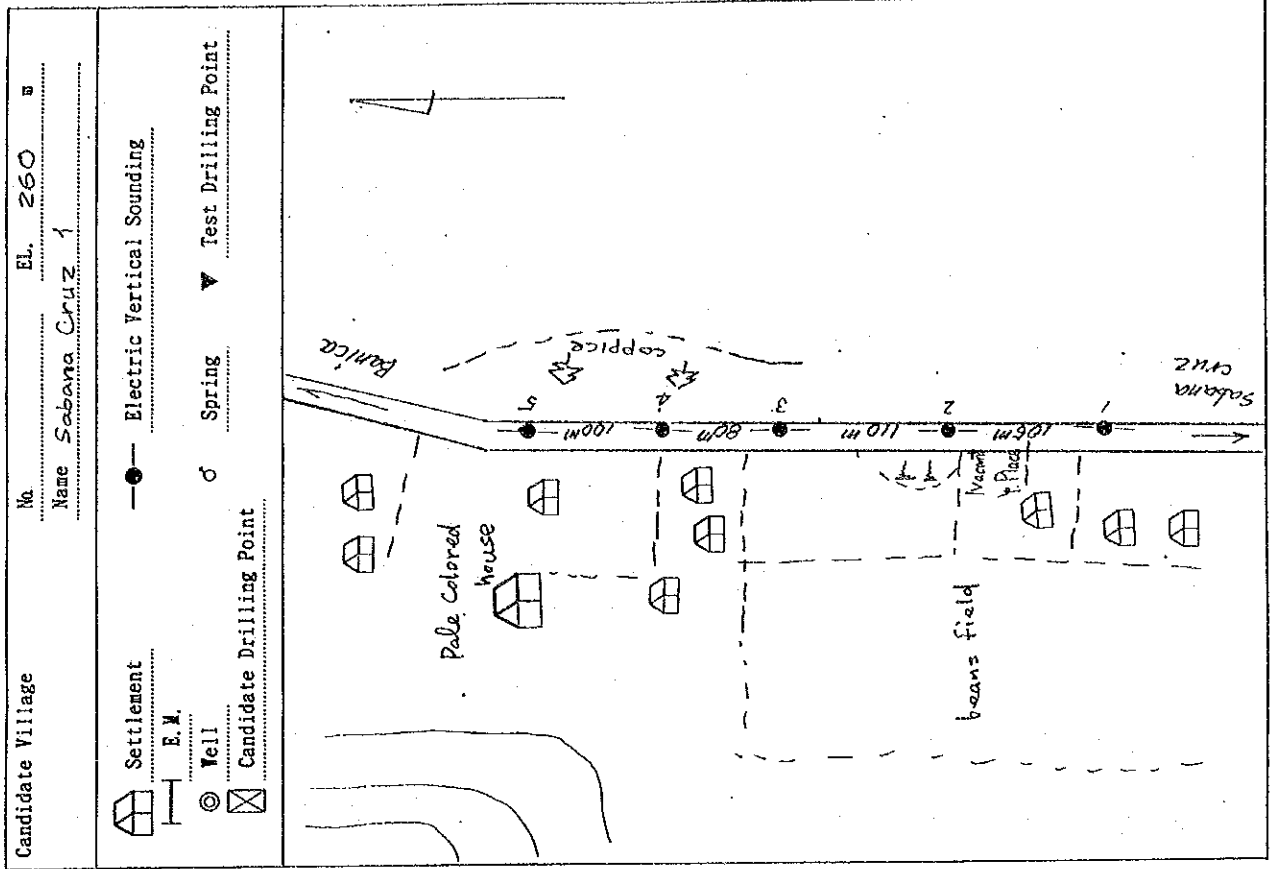 Candidate Village
No.
EL. 260 m
Name Sabana Cruz 1
Settlement
Electric Vertical Sounding
E.M.
Well
Spring
Test Drilling Point
Candidate Drilling Point
Banica
coppice
Pale Colored
house
5
100m
4
80m
3
110m
2
106m
1
Vacant
Place
beans field
Sabana
cruz